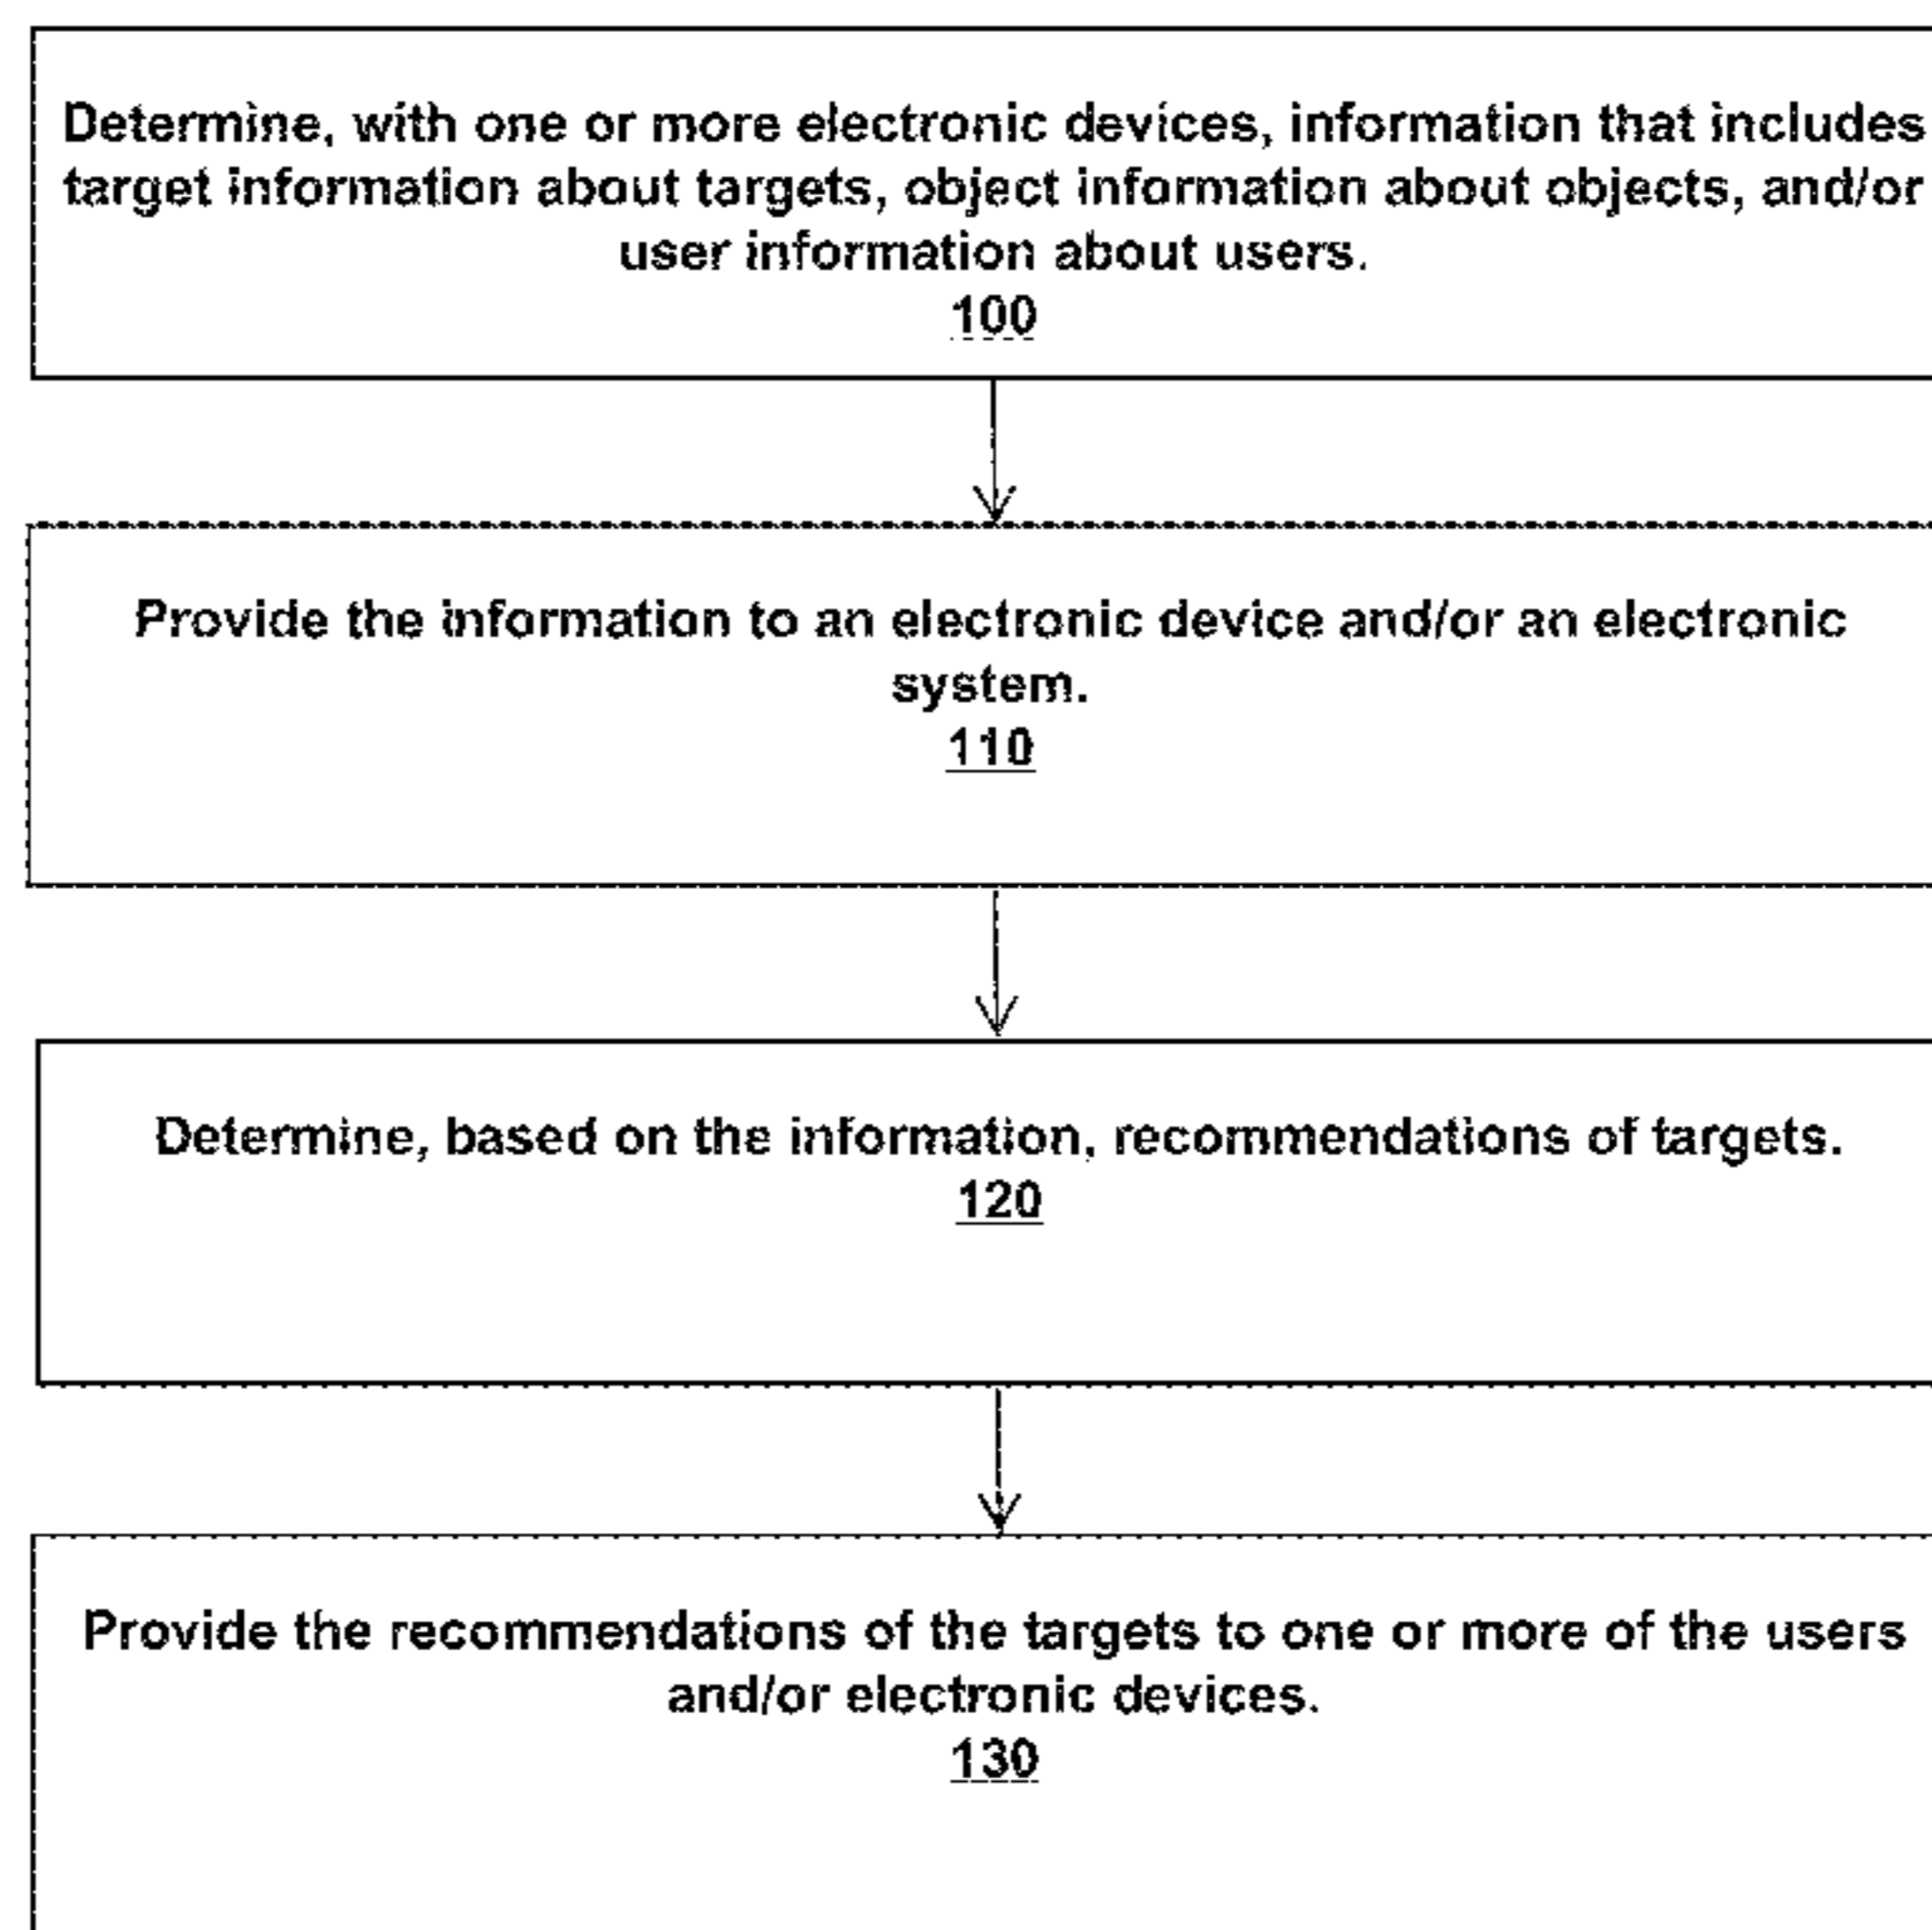 Determine, with one or more electronic devices, information that includes
target information about targets, object information about objects, and/or
user information about users.
100
Provide the information to an electronic device and/or an electronic
system.
110
Determine, based on the information, recommendations of targets.
120
Provide the recommendations of the targets to one or more of the users
and/or electronic devices.
130